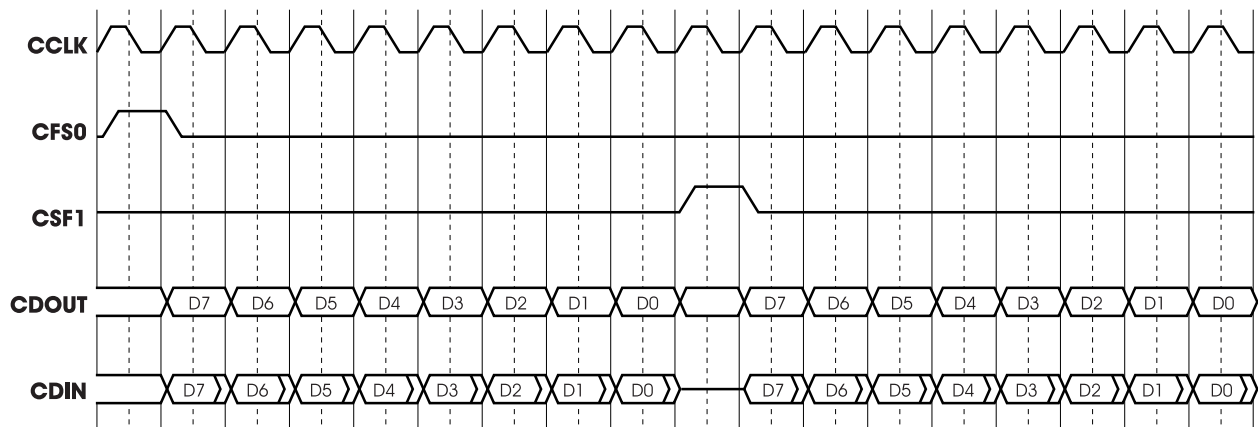 CCLK
CFS0
CSF1
CDOUT D7 D6 D5 D4 D3 D2 D1 D0 D7 D6 D5 D4 D3 D2 D1 D0
CDIN D7 D6 D5 D4 D3 D2 D1 D0 D7 D6 D5 D4 D3 D2 D1 D0